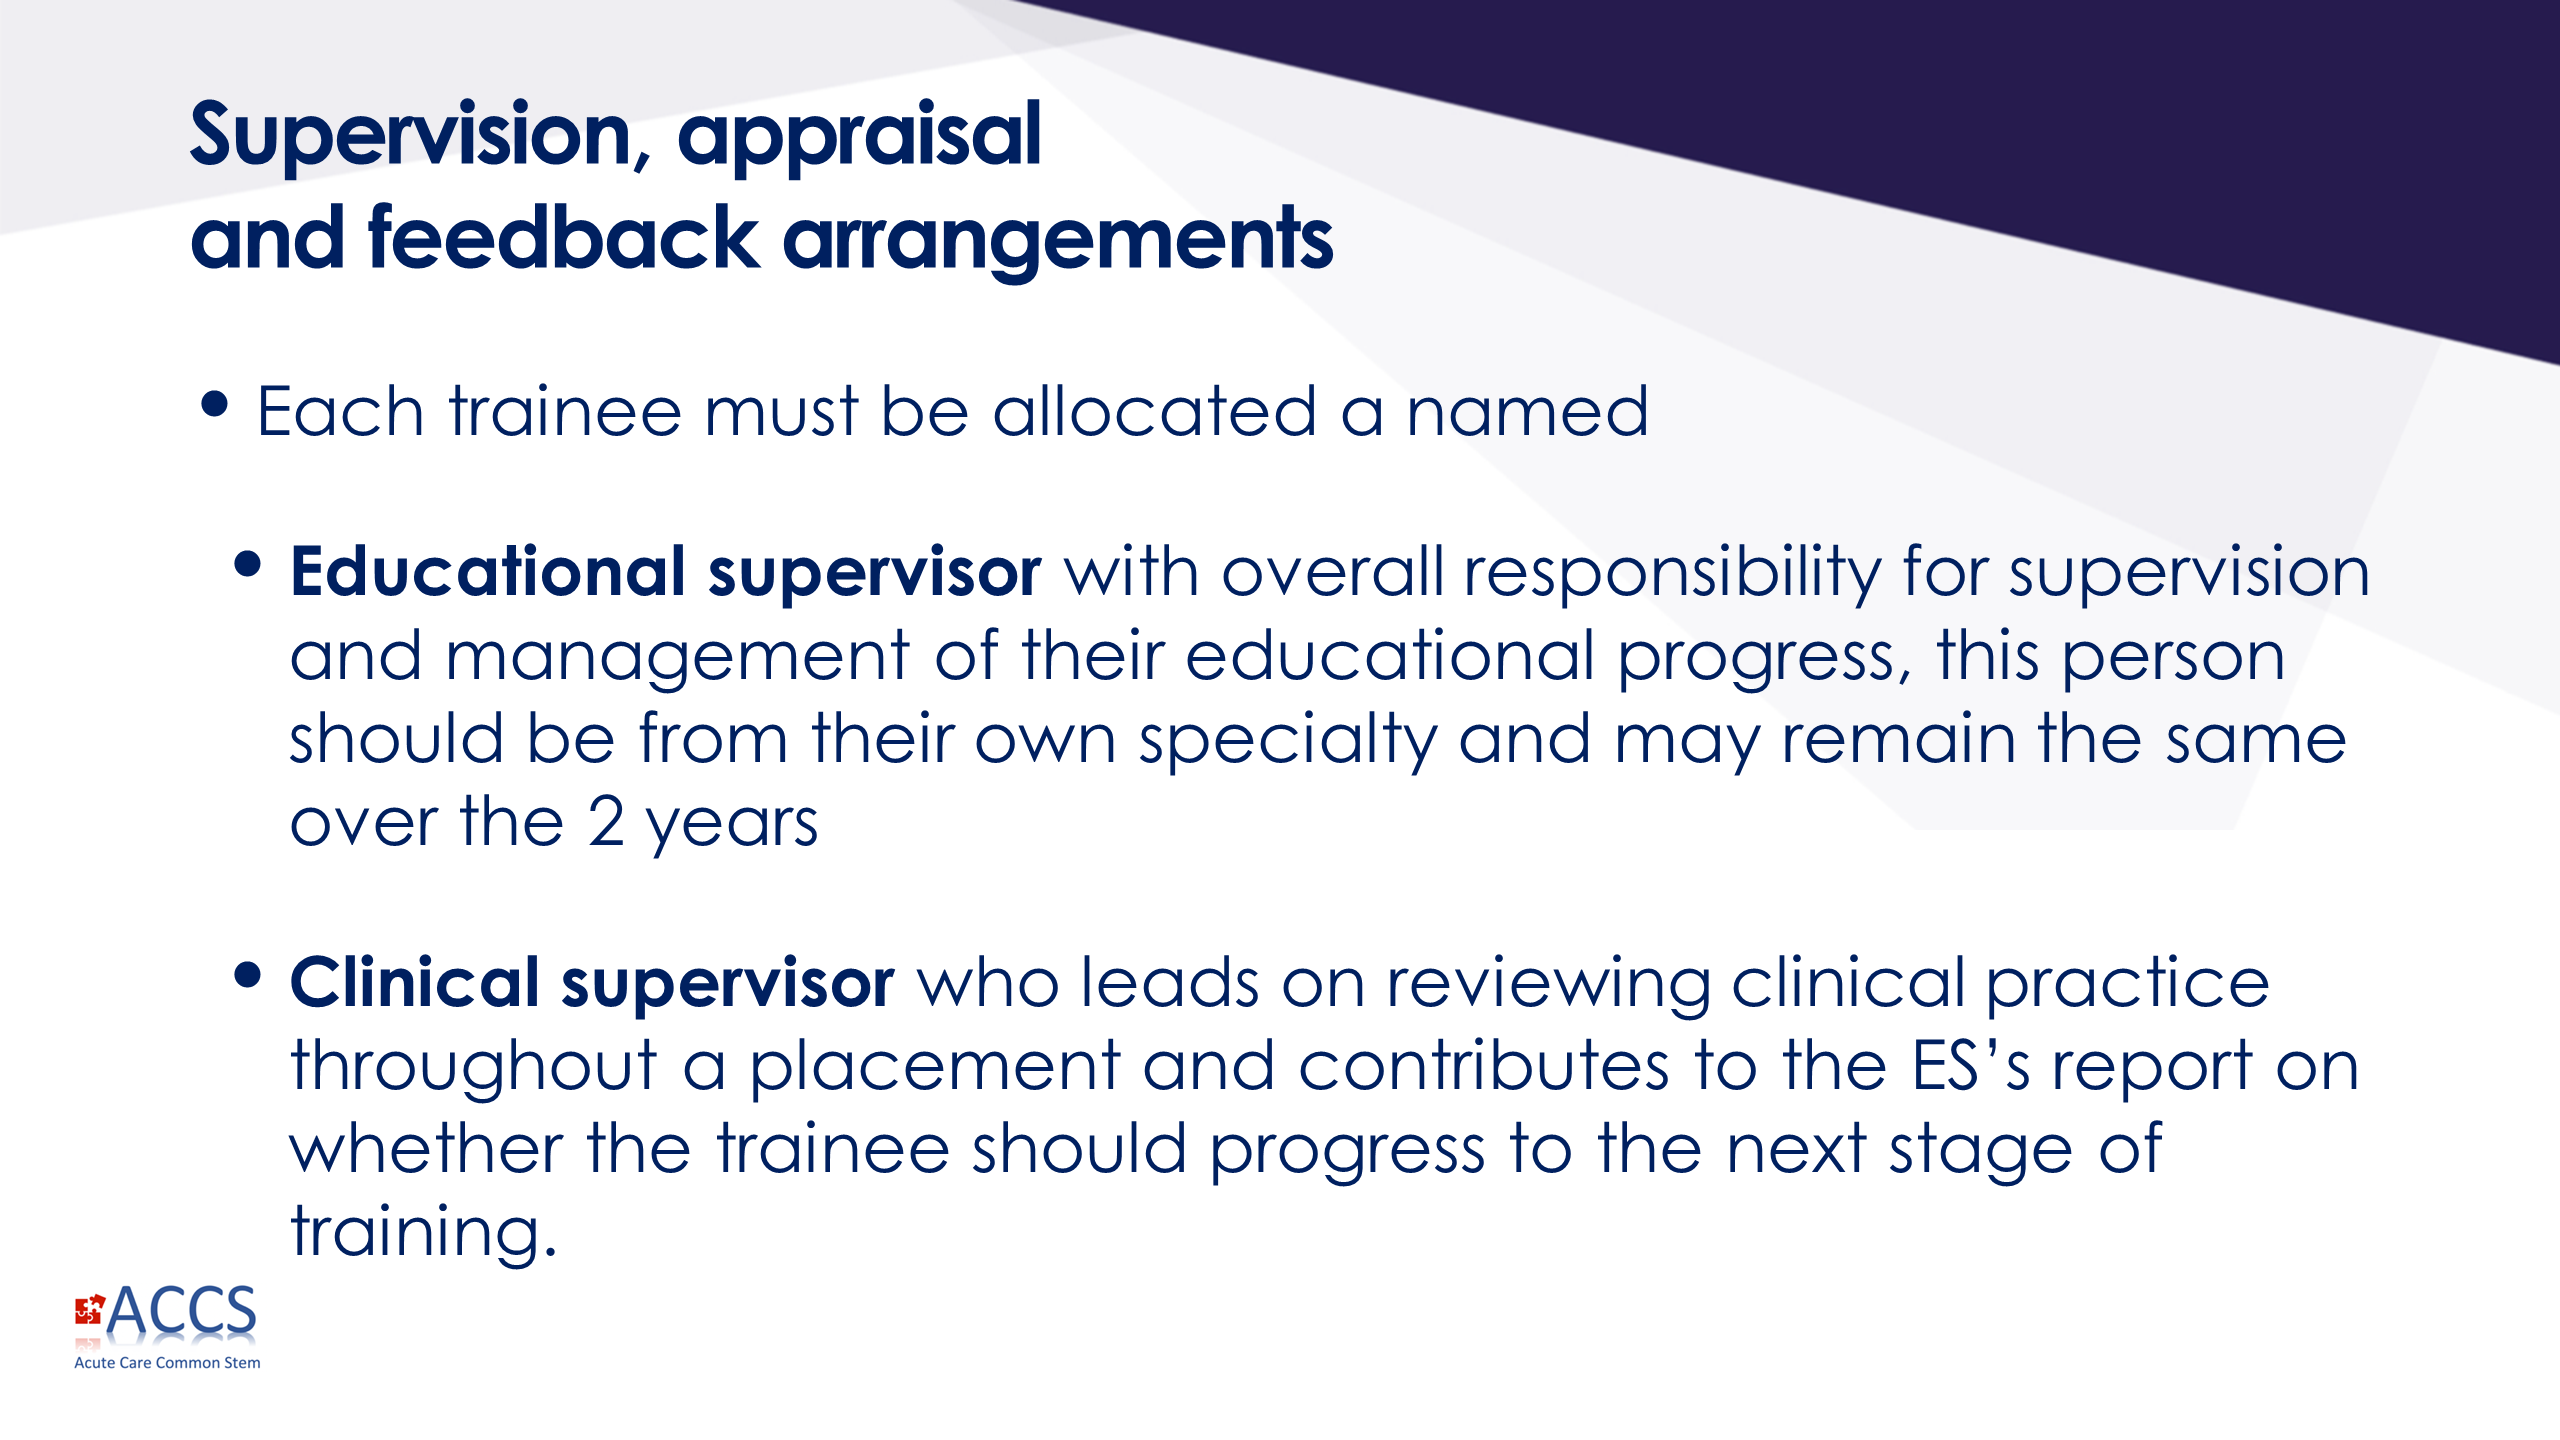 Supervision, appraisal
and feedback arrangements
• Each trainee must be allocated a named
• Educational supervisor with overall responsibility for supervision
and management of their educational progress, this person
should be from their own specialty and may remain the same
over the 2 years
• Clinical supervisor who leads on reviewing clinical practice
throughout a placement and contributes to the ES’s report on
whether the trainee should progress to the next stage of
training.
ACCS
Acute Care Common Stem